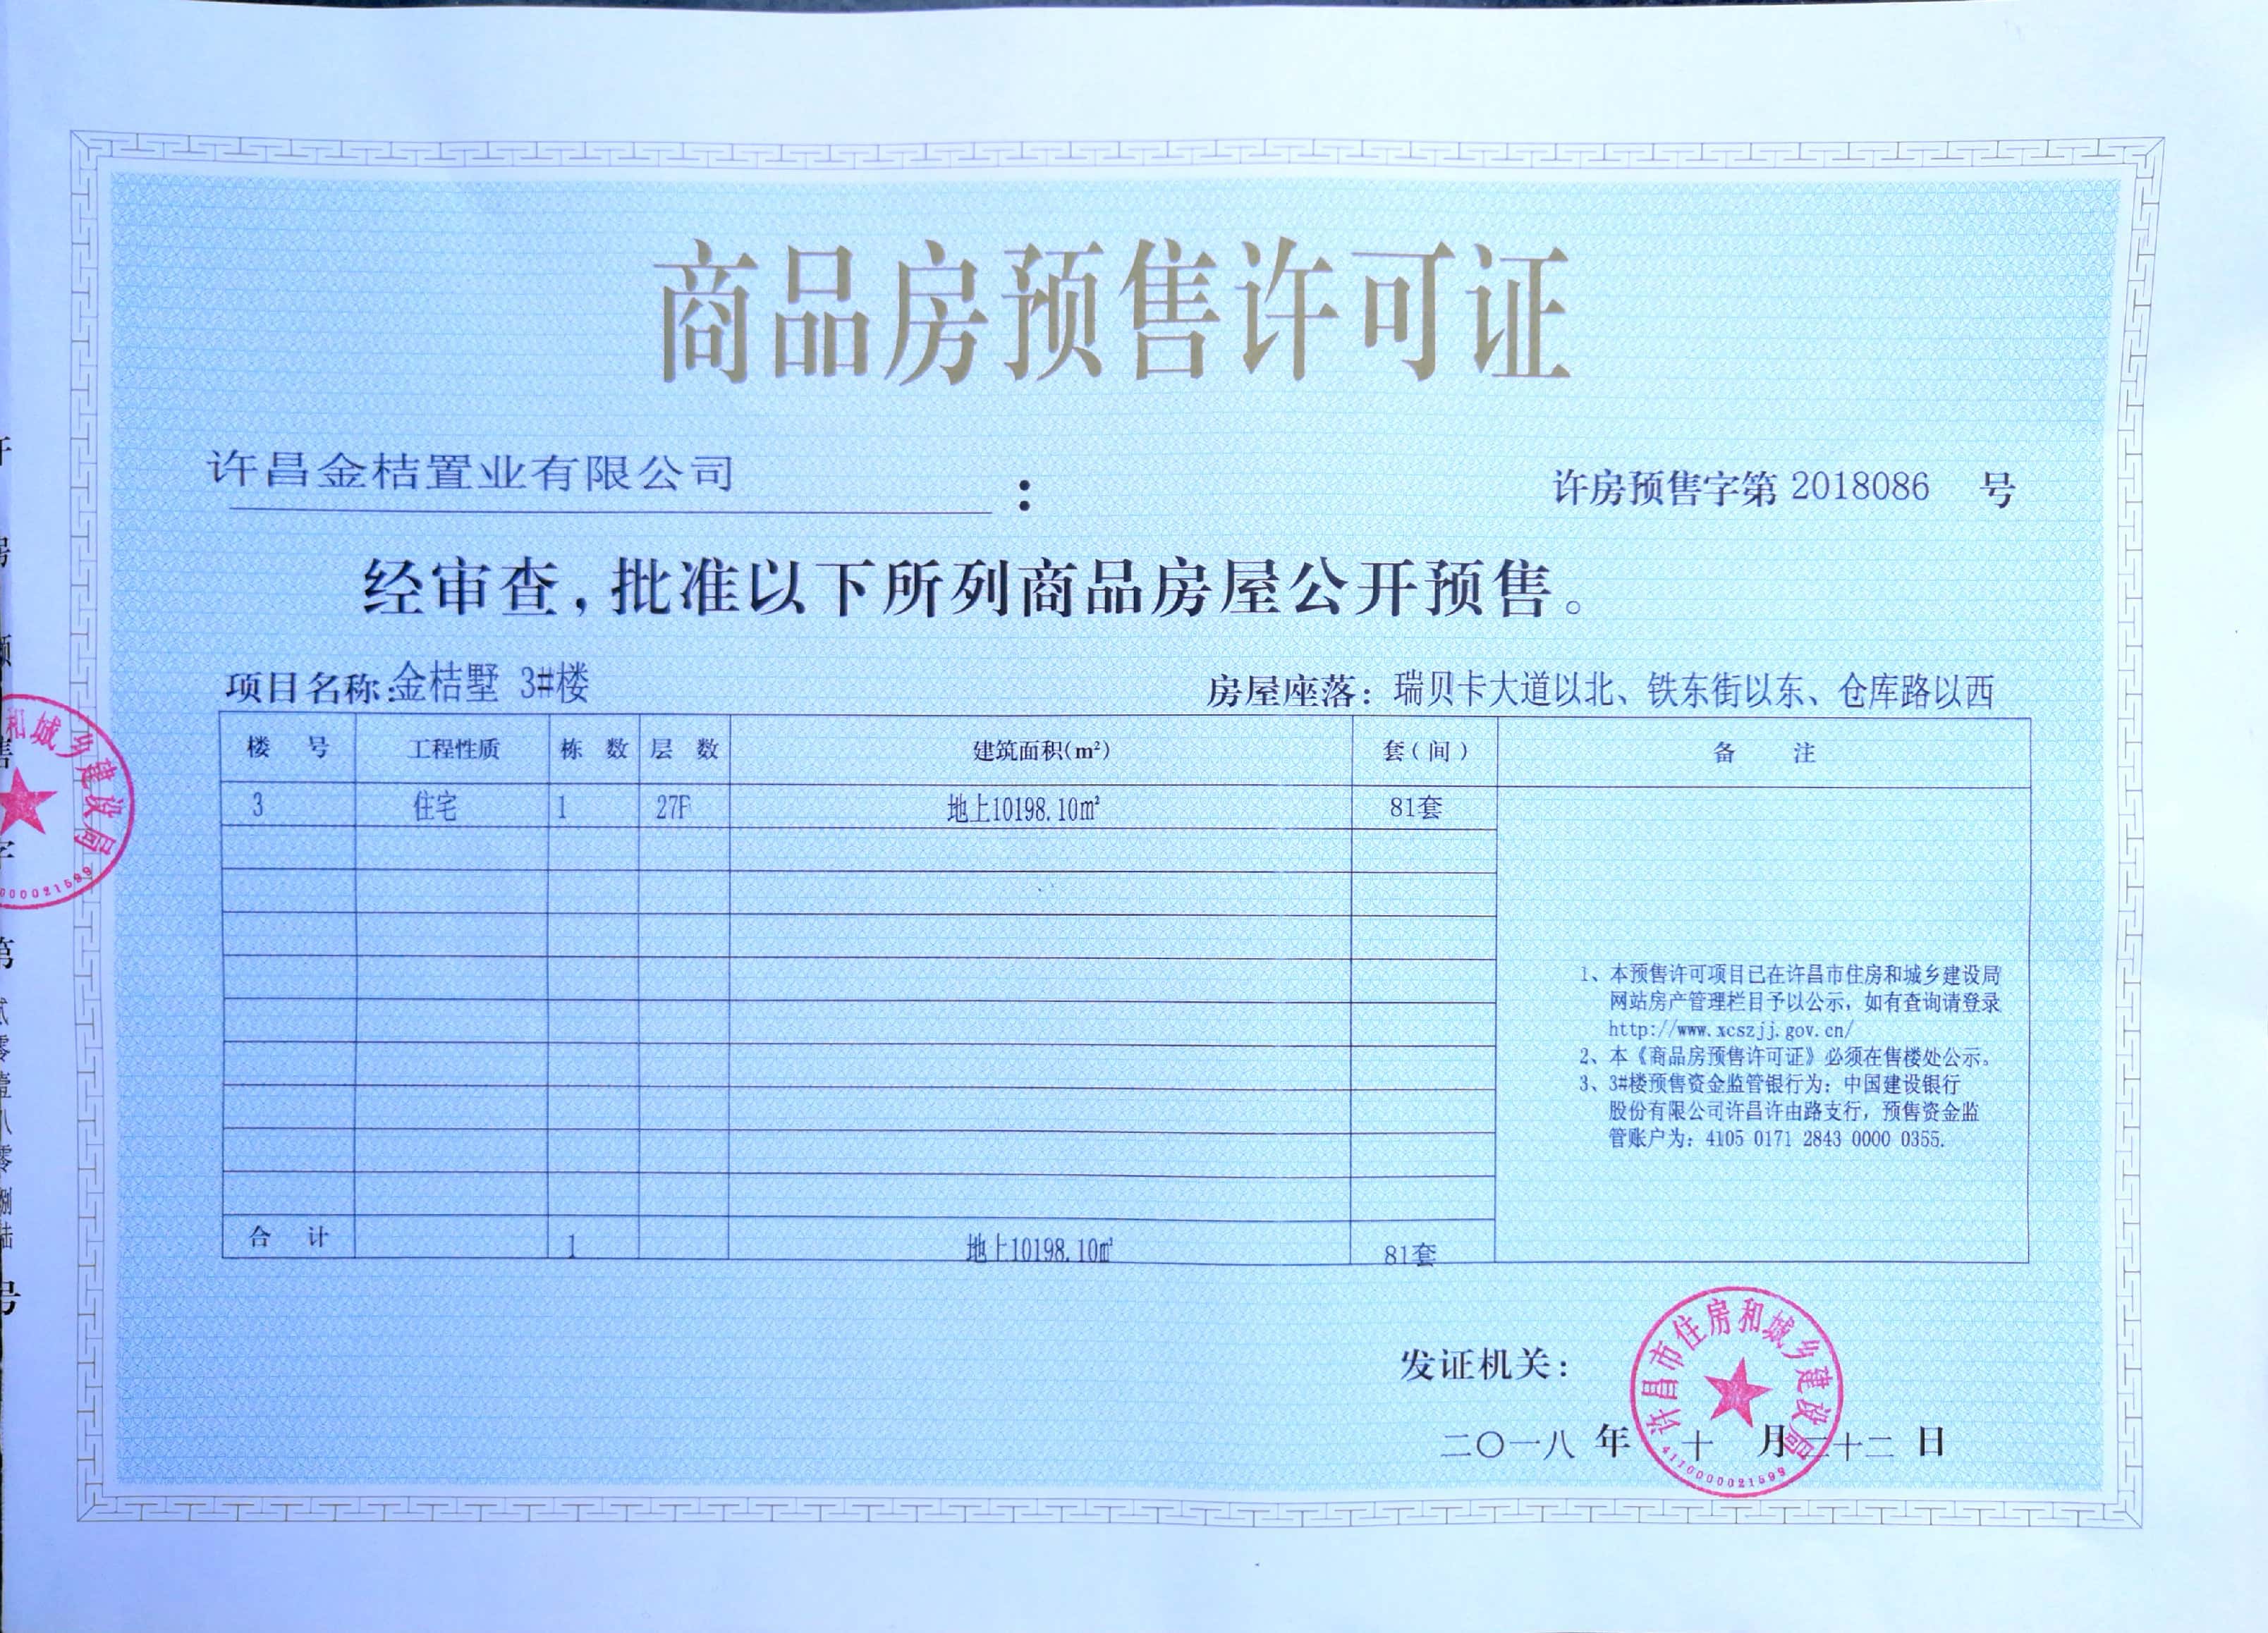 商品房预售许可证
许昌金桔置业有限公司：
许房预售字第 2018086 号
经审查,批准以下所列商品房屋公开预售。
项目名称:金桔墅 3#楼
房屋座落：瑞贝卡大道以北、铁东街以东、仓库路以西
楼 号 工程性质 栋 数 层 数 建筑面积(m²) 套(间) 备 注
3 住宅 1 27F 地上10198.10㎡ 81套
1、本预售许可项目已在许昌市住房和城乡建设局
网站房产管理栏目予以公示，如有查询请登录
http://www.xcszjj.gov.cn/
2、本《商品房预售许可证》必须在售楼处公示。
3、3#楼预售资金监管银行为：中国建设银行
股份有限公司许昌许由路支行，预售资金监
管账户为：4105 0171 2843 0000 0355.
合 计 1 地上10198.10㎡ 81套
发证机关：
许昌市住房和城乡建设局
4110000021599
二〇一八 年 十 月 二十二 日
和城乡建设局
000021599
售
第
号